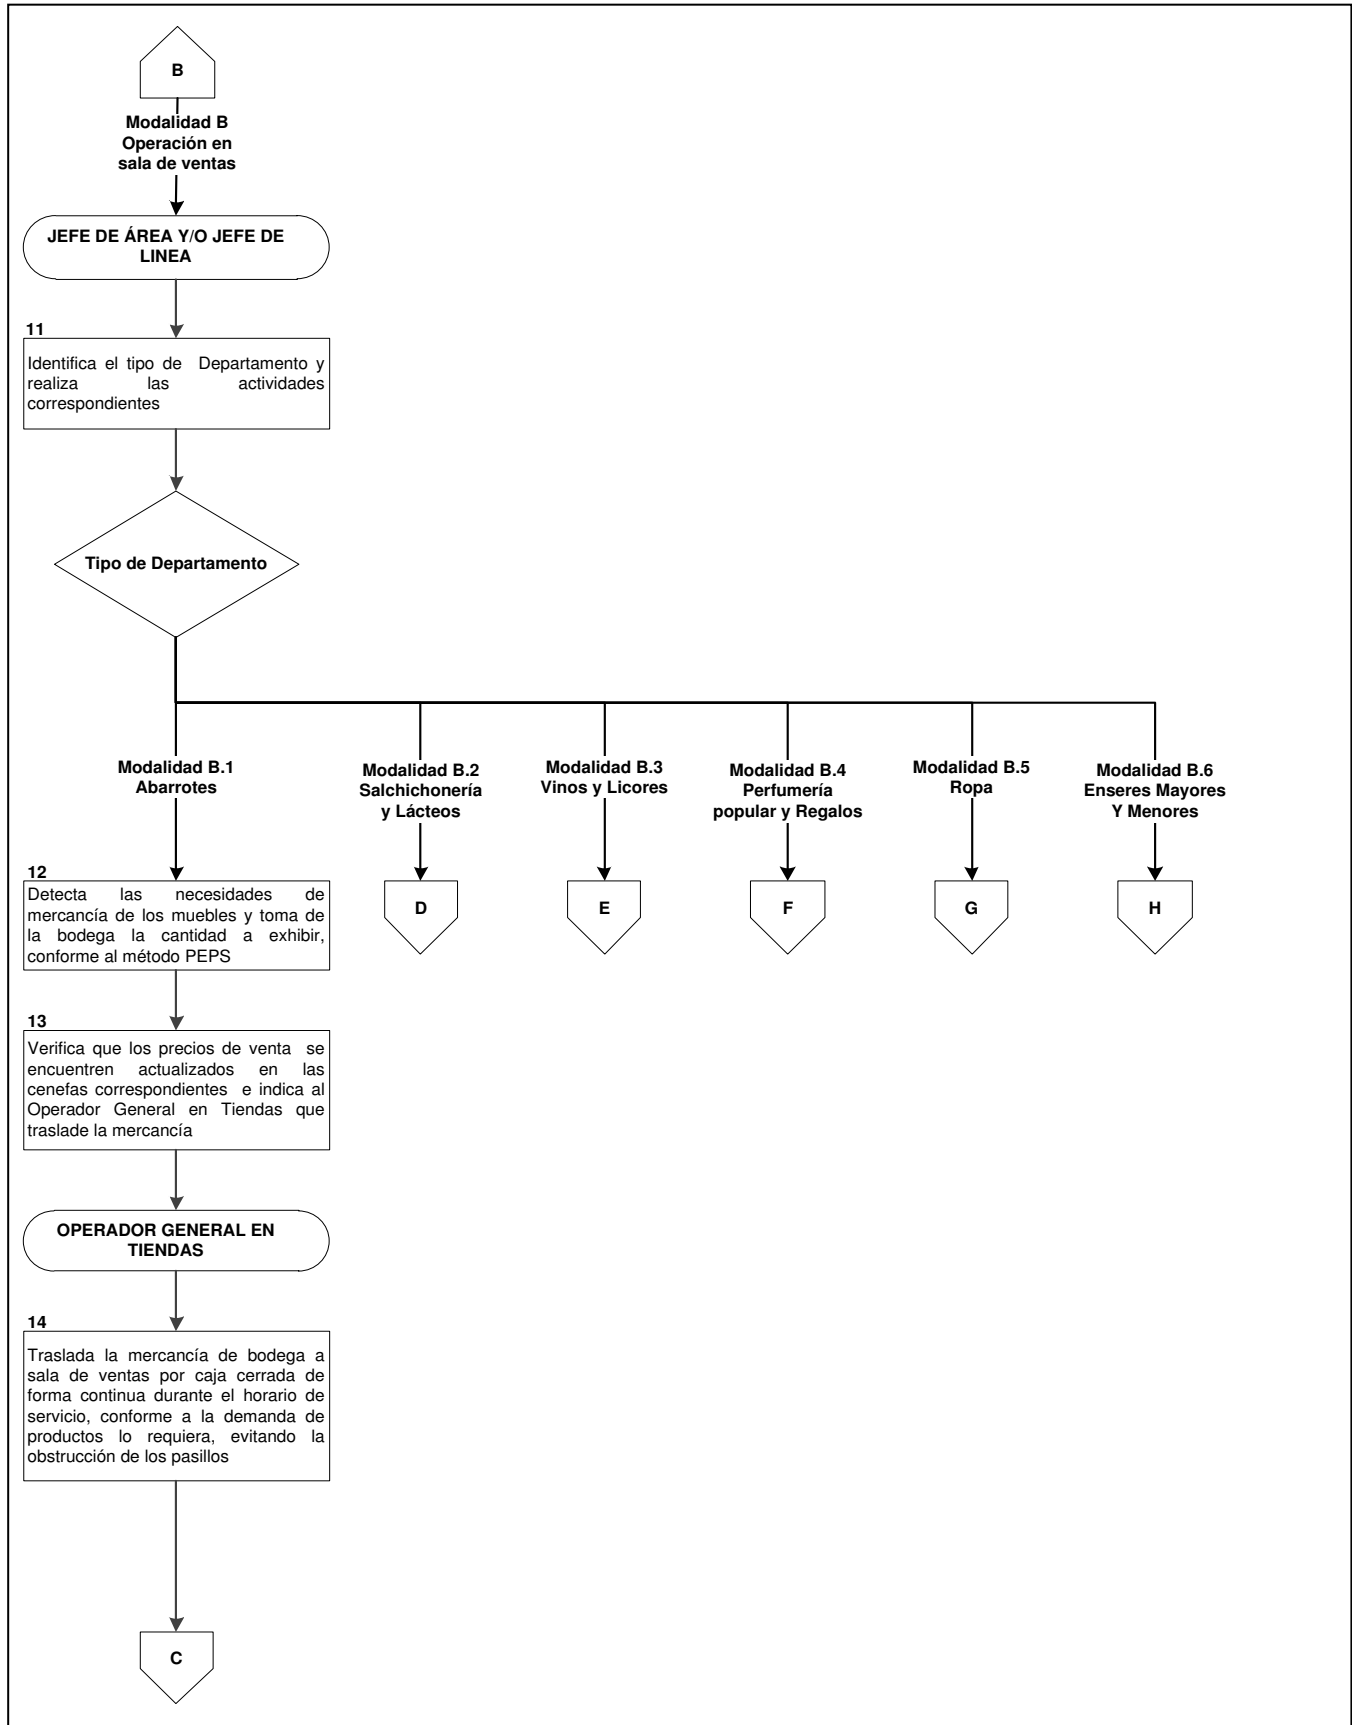 B
Modalidad B
Operación en
sala de ventas
JEFE DE ÁREA Y/O JEFE DE
LINEA
11
Identifica el tipo de Departamento y
realiza las actividades
correspondientes
Tipo de Departamento
Modalidad B.1
Abarrotes
Modalidad B.2
Salchichonería
y Lácteos
Modalidad B.3
Vinos y Licores
Modalidad B.4
Perfumería
popular y Regalos
Modalidad B.5
Ropa
Modalidad B.6
Enseres Mayores
Y Menores
12
Detecta las necesidades de
mercancía de los muebles y toma de
la bodega la cantidad a exhibir,
conforme al método PEPS
D
E
F
G
H
13
Verifica que los precios de venta se
encuentren actualizados en las
cenefas correspondientes e indica al
Operador General en Tiendas que
traslade la mercancía
OPERADOR GENERAL EN
TIENDAS
14
Traslada la mercancía de bodega a
sala de ventas por caja cerrada de
forma continua durante el horario de
servicio, conforme a la demanda de
productos lo requiera, evitando la
obstrucción de los pasillos
C